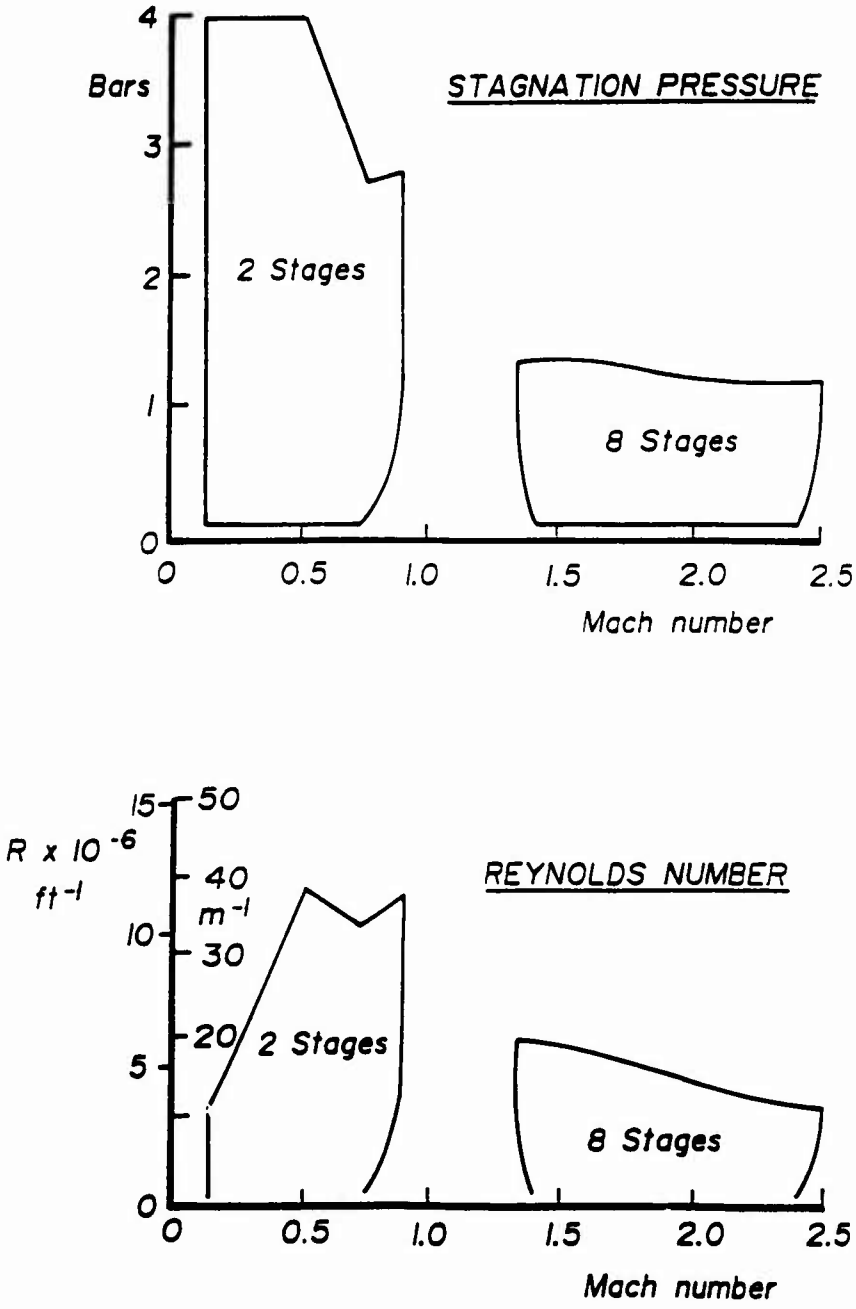 4
Bars
STAGNATION PRESSURE
3
2 Stages
2
1
8 Stages
0
0 0.5 1.0 1.5 2.0 2.5
Mach number
15 50
R x 10⁻⁶
ft⁻¹
40
m⁻¹
REYNOLDS NUMBER
10
30
20
2 Stages
5
8 Stages
0
0 0.5 1.0 1.5 2.0 2.5
Mach number